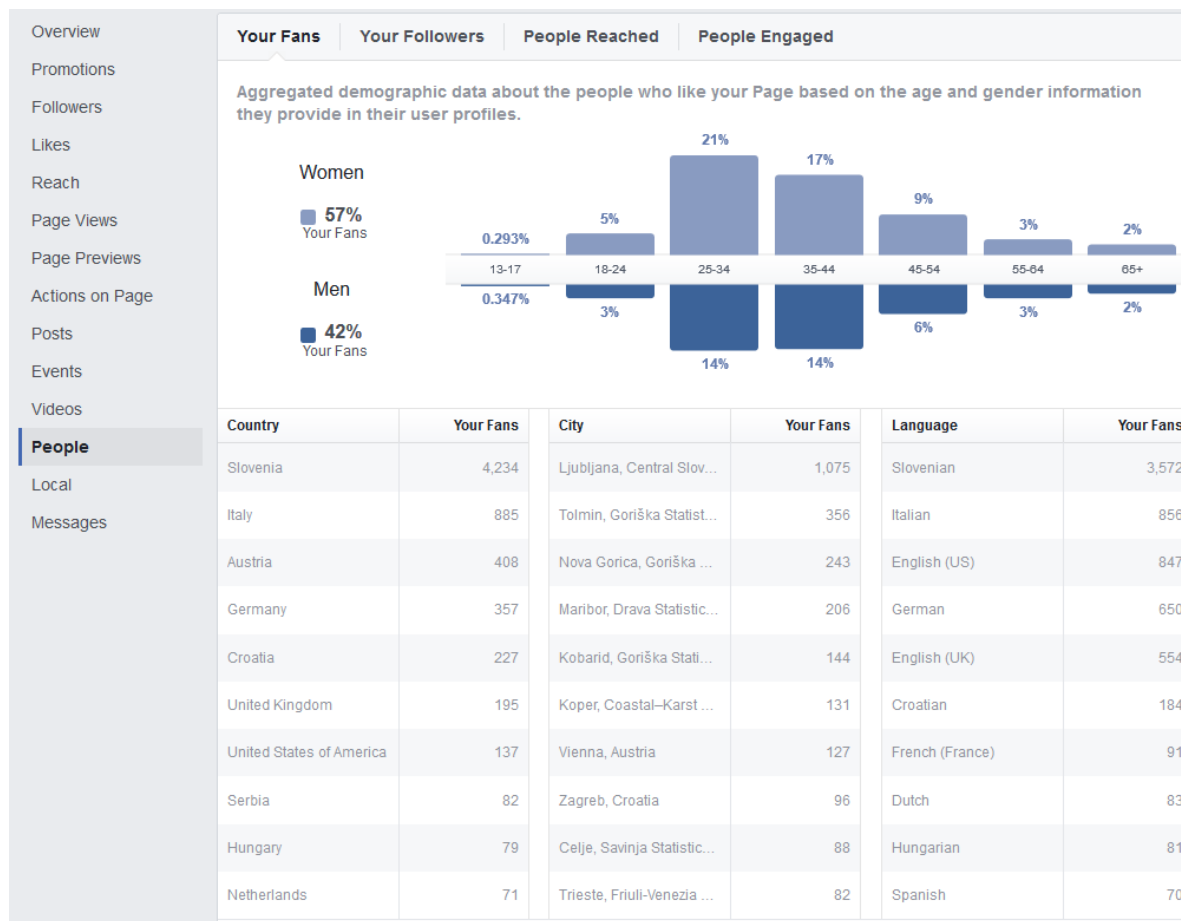 Overview
Promotions
Followers
Likes
Reach
Page Views
Page Previews
Actions on Page
Posts
Events
Videos
People
Local
Messages
Your Fans Your Followers People Reached People Engaged
Aggregated demographic data about the people who like your Page based on the age and gender information
they provide in their user profiles.
Women
57%
Your Fans
Men
42%
Your Fans
0.293% 5% 21% 17% 9% 3% 2%
13-17 18-24 25-34 35-44 45-54 55-64 65+
0.347% 3% 14% 14% 6% 3% 2%
Country Your Fans City Your Fans Language Your Fans
Slovenia 4,234 Ljubljana, Central Slov... 1,075 Slovenian 3,572
Italy 885 Tolmin, Goriška Statist... 356 Italian 856
Austria 408 Nova Gorica, Goriška ... 243 English (US) 847
Germany 357 Maribor, Drava Statistic... 206 German 650
Croatia 227 Kobarid, Goriška Stati... 144 English (UK) 554
United Kingdom 195 Koper, Coastal–Karst ... 131 Croatian 184
United States of America 137 Vienna, Austria 127 French (France) 91
Serbia 82 Zagreb, Croatia 96 Dutch 83
Hungary 79 Celje, Savinja Statistic... 88 Hungarian 81
Netherlands 71 Trieste, Friuli-Venezia ... 82 Spanish 70